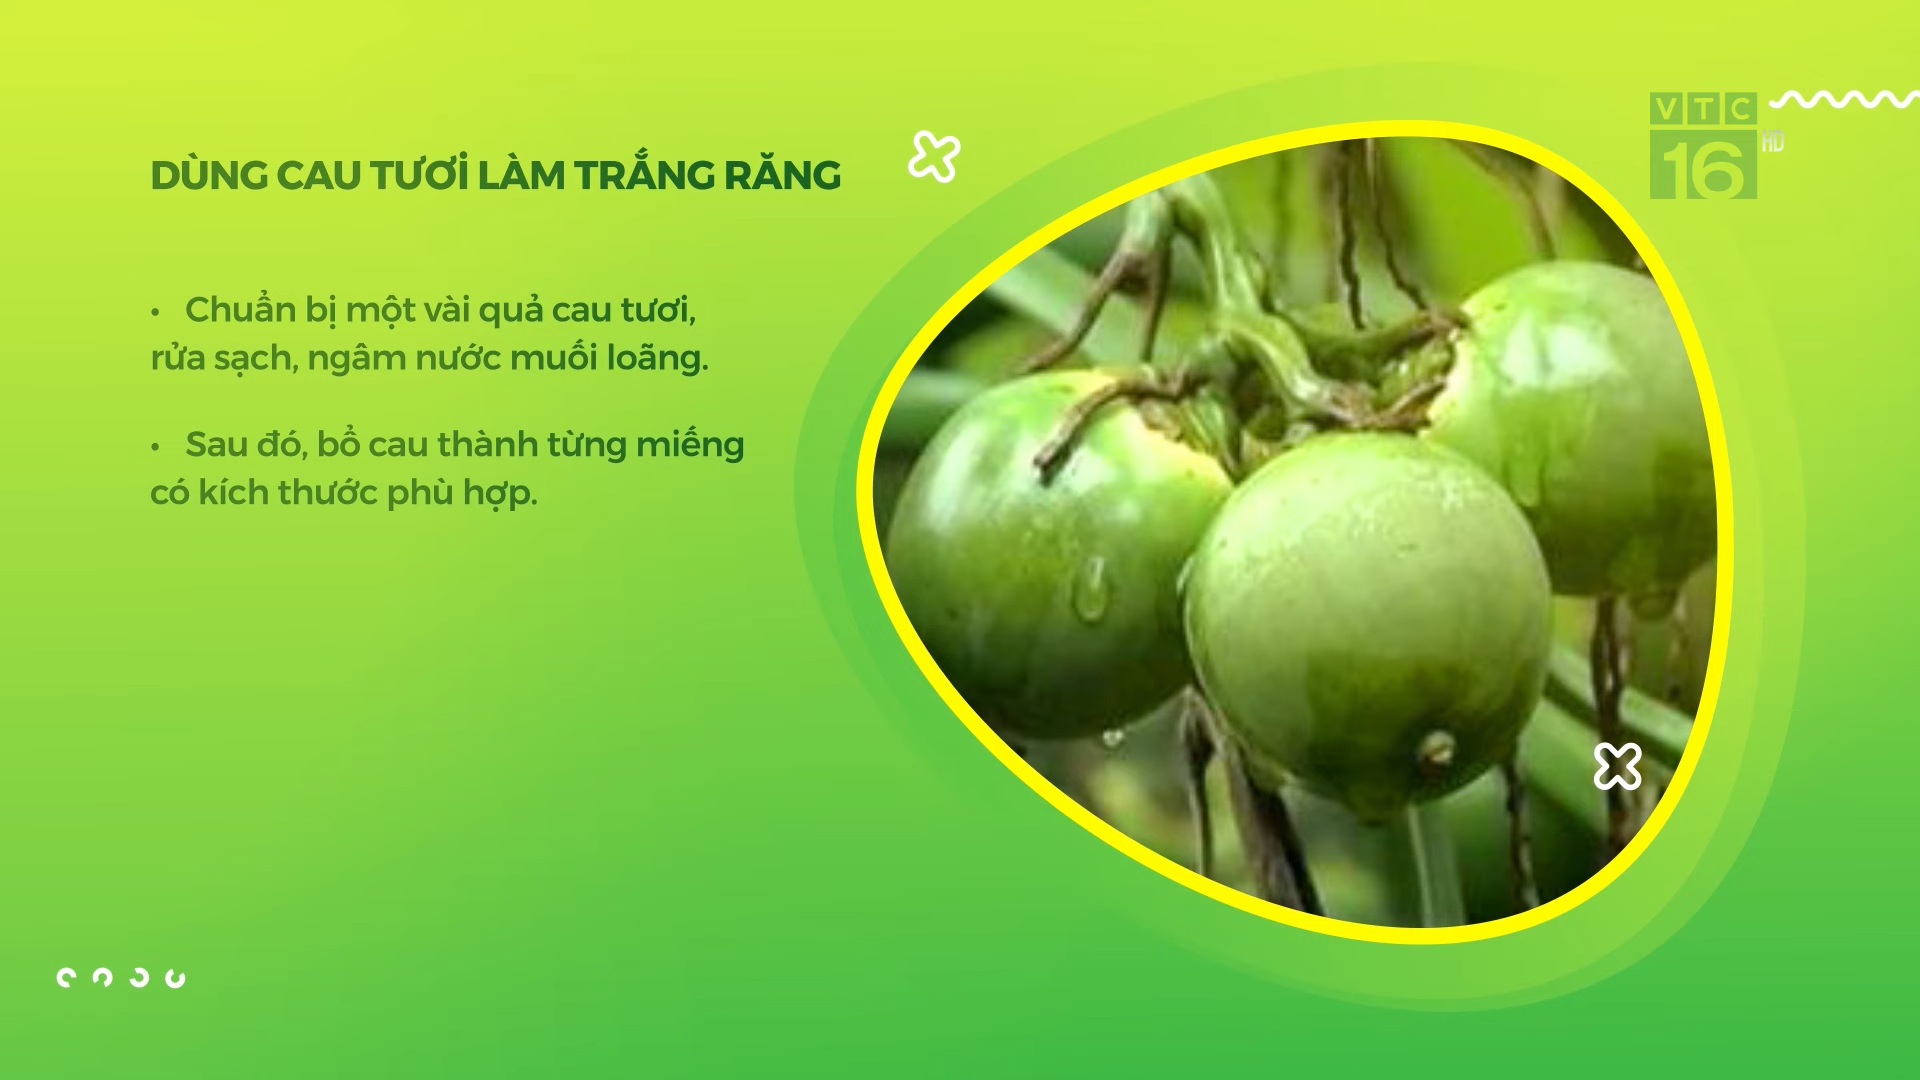 DÙNG CAU TƯƠI LÀM TRẮNG RĂNG
• Chuẩn bị một vài quả cau tươi,
rửa sạch, ngâm nước muối loãng.
• Sau đó, bổ cau thành từng miếng
có kích thước phù hợp.
VTC
16
HD